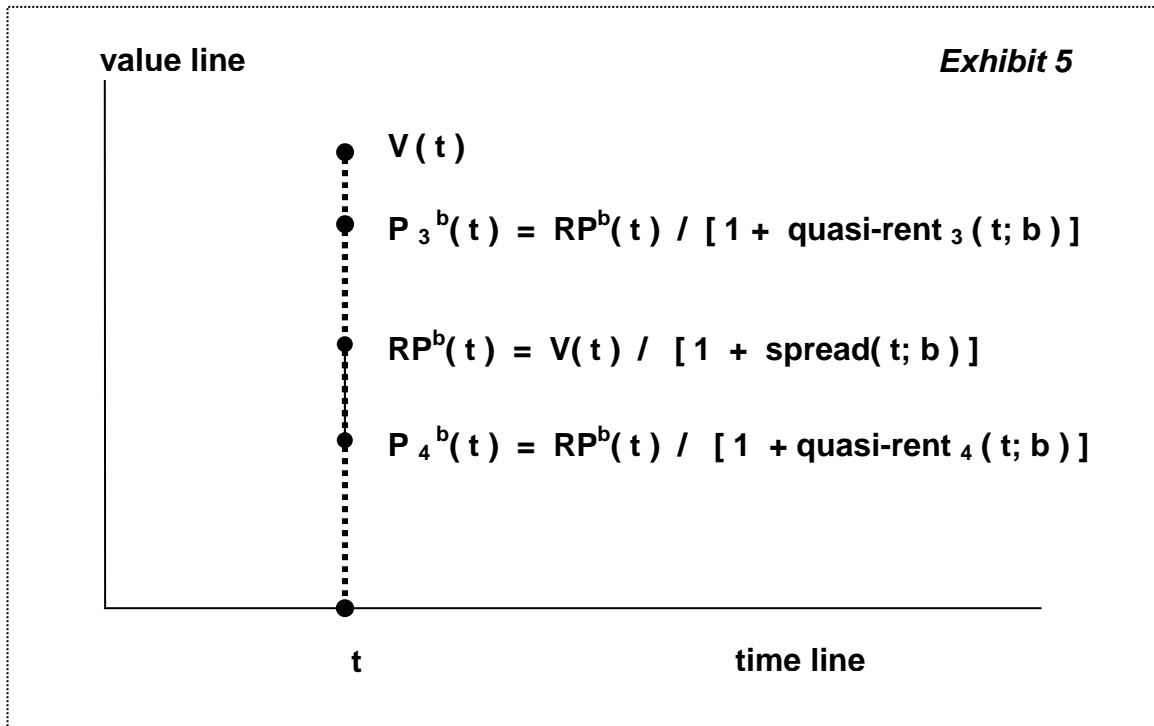 value line Exhibit 5
V ( t )
P ₃ ᵇ( t ) = RPᵇ( t ) / [ 1 + quasi-rent ₃ ( t; b ) ]
RPᵇ( t ) = V( t ) / [ 1 + spread( t; b ) ]
P ₄ ᵇ( t ) = RPᵇ( t ) / [ 1 + quasi-rent ₄ ( t; b ) ]
t time line